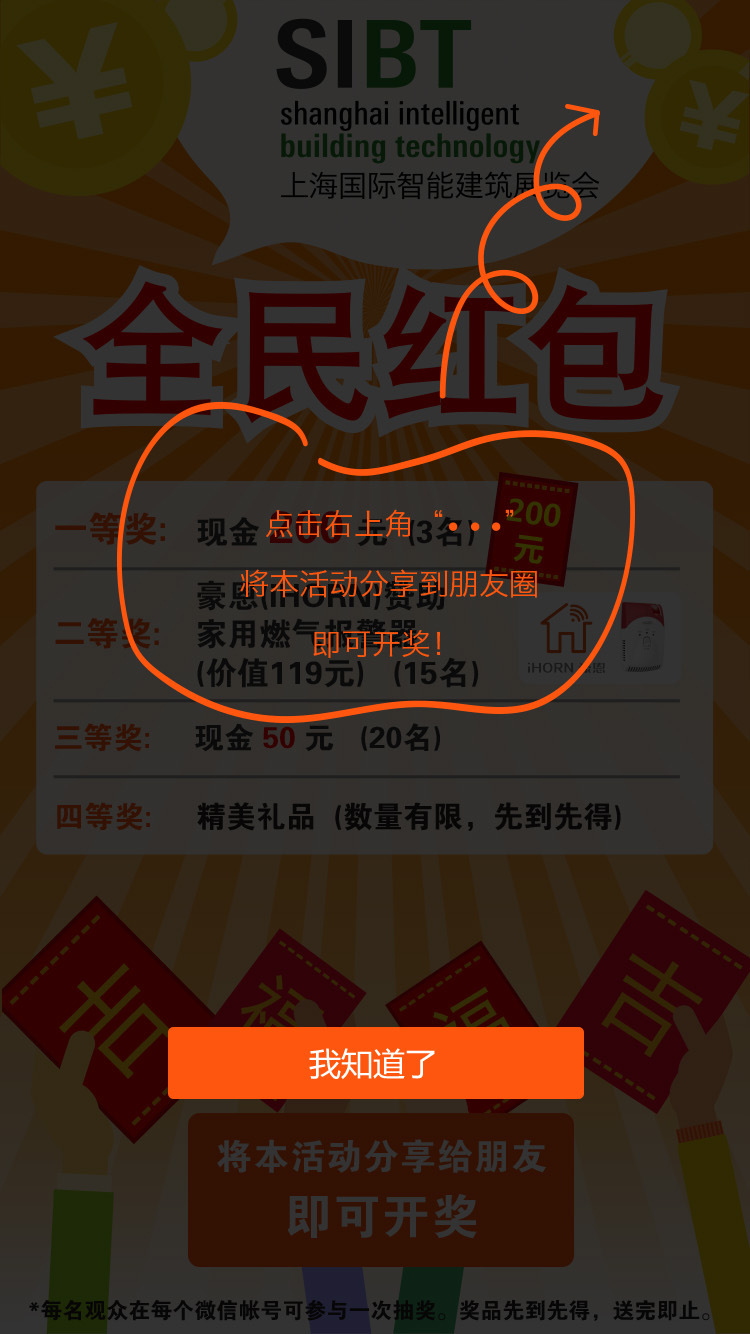 SIBT
shanghai intelligent
building technology
上海国际智能建筑展览会
全民红包
点击右上角“···”
将本活动分享到朋友圈
即可开奖！
一等奖: 现金 200 元 (3名)
200
元
二等奖: 豪恩(iHORN)赞助
家用燃气报警器
(价值119元) (15名)
iHORN 豪恩
三等奖: 现金 50 元 (20名)
四等奖: 精美礼品 (数量有限，先到先得)
吉 福 福 吉
我知道了
将本活动分享给朋友
即可开奖
*每名观众在每个微信帐号可参与一次抽奖。奖品先到先得，送完即止。